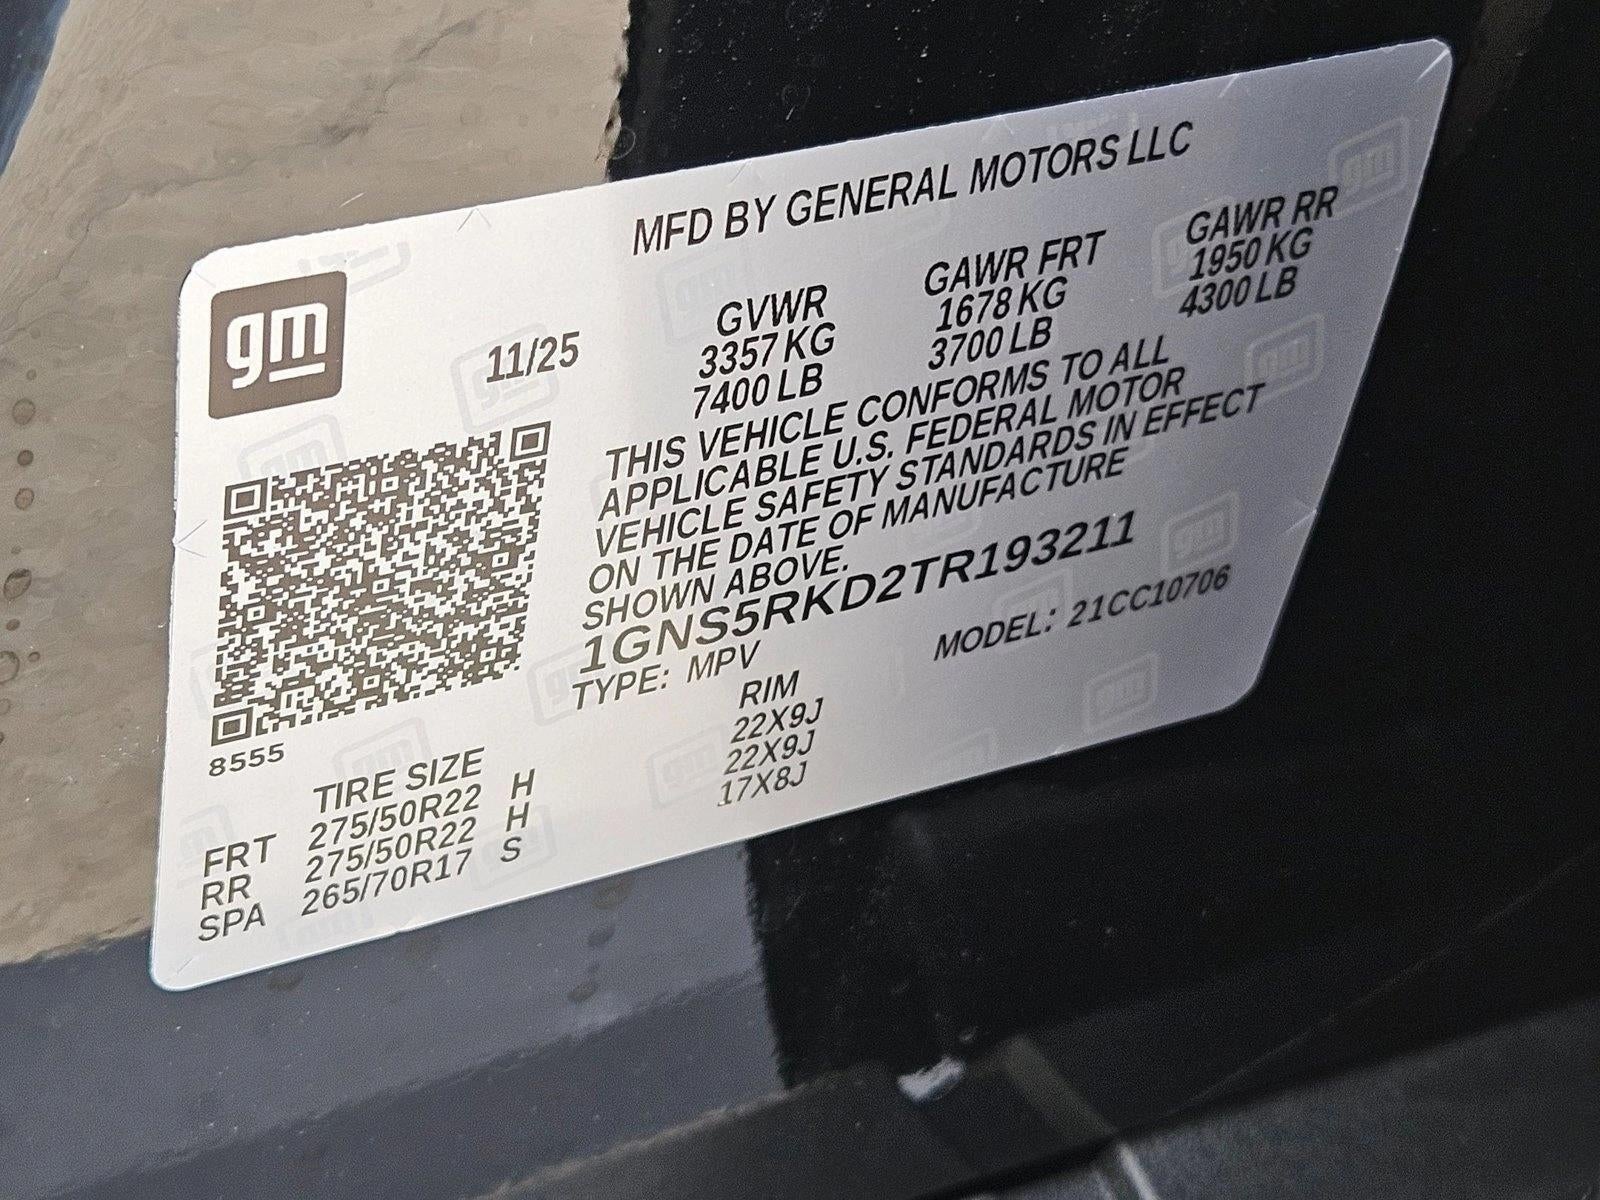 MFD BY GENERAL MOTORS LLC
gm
11/25
GVWR GAWR FRT GAWR RR
3357 KG 1678 KG 1950 KG
7400 LB 3700 LB 4300 LB
THIS VEHICLE CONFORMS TO ALL
APPLICABLE U.S. FEDERAL MOTOR
VEHICLE SAFETY STANDARDS IN EFFECT
ON THE DATE OF MANUFACTURE
SHOWN ABOVE.
1GNS5RKD2TR193211
TYPE: MPV MODEL: 21CC10706
8555
TIRE SIZE RIM
FRT 275/50R22 H 22X9J
RR 275/50R22 H 22X9J
SPA 265/70R17 S 17X8J